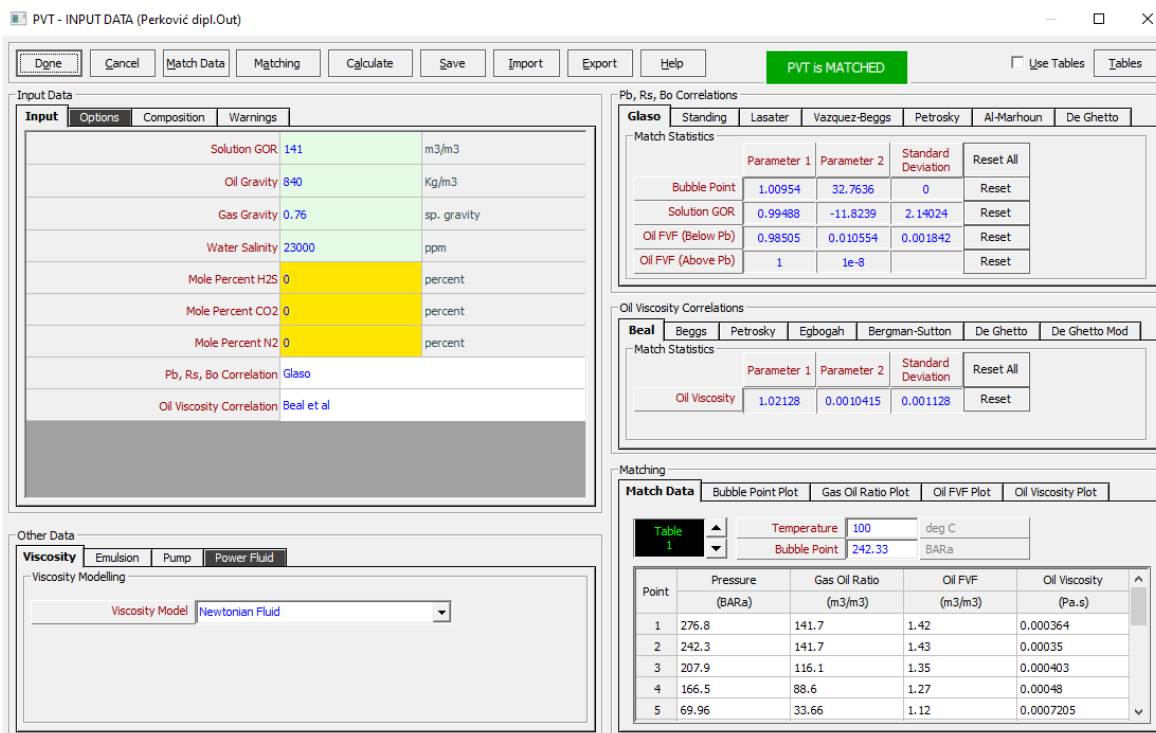 PVT - INPUT DATA (Perković dipl.Out)
Done Cancel Match Data Matching Calculate Save Import Export Help PVT is MATCHED Use Tables Tables
Input Data
Input Options Composition Warnings
Solution GOR 141 m3/m3
Oil Gravity 840 Kg/m3
Gas Gravity 0.76 sp. gravity
Water Salinity 23000 ppm
Mole Percent H2S 0 percent
Mole Percent CO2 0 percent
Mole Percent N2 0 percent
Pb, Rs, Bo Correlation Glaso
Oil Viscosity Correlation Beal et al
Other Data
Viscosity Emulsion Pump Power Fluid
Viscosity Modelling
Viscosity Model Newtonian Fluid
Pb, Rs, Bo Correlations
Glaso Standing Lasater Vazquez-Beggs Petrosky Al-Marhoun De Ghetto
Match Statistics
Parameter 1 Parameter 2 Standard Deviation Reset All
Bubble Point 1.00954 32.7636 0 Reset
Solution GOR 0.99488 -11.8239 2.14024 Reset
Oil FVF (Below Pb) 0.98505 0.010554 0.001842 Reset
Oil FVF (Above Pb) 1 1e-8 Reset
Oil Viscosity Correlations
Beal Beggs Petrosky Egbogah Bergman-Sutton De Ghetto De Ghetto Mod
Match Statistics
Parameter 1 Parameter 2 Standard Deviation Reset All
Oil Viscosity 1.02128 0.0010415 0.001128 Reset
Matching
Match Data Bubble Point Plot Gas Oil Ratio Plot Oil FVF Plot Oil Viscosity Plot
Table 1
Temperature 100 deg C
Bubble Point 242.33 BARa
Point Pressure Gas Oil Ratio Oil FVF Oil Viscosity
(BARa) (m3/m3) (m3/m3) (Pa.s)
1 276.8 141.7 1.42 0.000364
2 242.3 141.7 1.43 0.00035
3 207.9 116.1 1.35 0.000403
4 166.5 88.6 1.27 0.00048
5 69.96 33.66 1.12 0.0007205